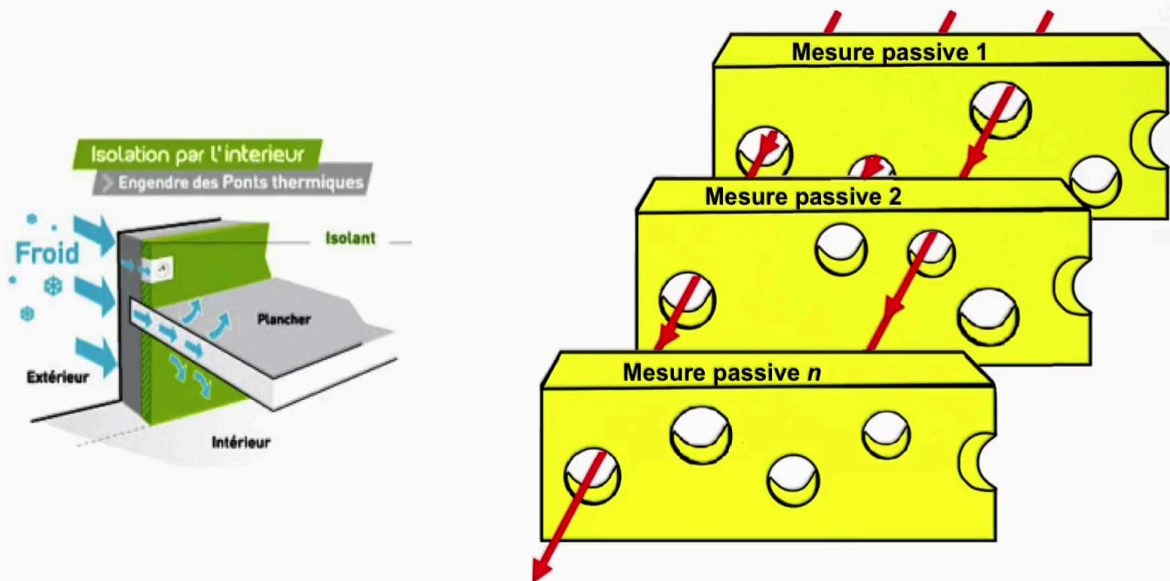 Isolation par l'interieur
> Engendre des Ponts thermiques
Isolant
Froid
Plancher
Extérieur
Intérieur
Mesure passive 1
Mesure passive 2
Mesure passive n